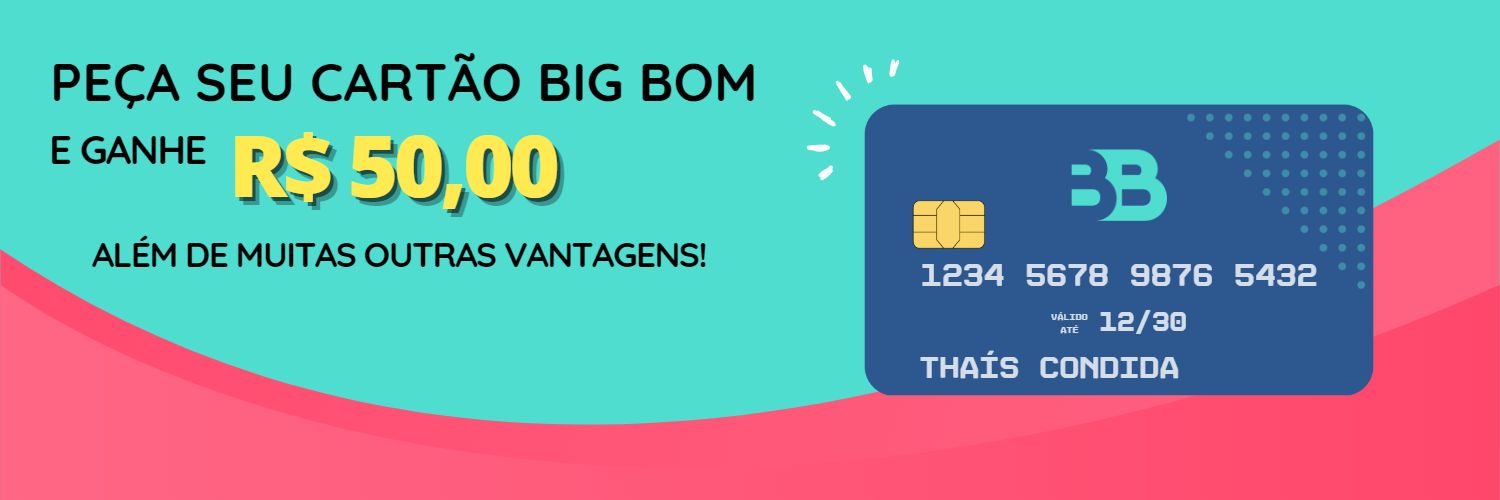 PEÇA SEU CARTÃO BIG BOM
E GANHE R$ 50,00
ALÉM DE MUITAS OUTRAS VANTAGENS!
BB
1234 5678 9876 5432
VÁLIDO ATÉ 12/30
THAÍS CONDIDA